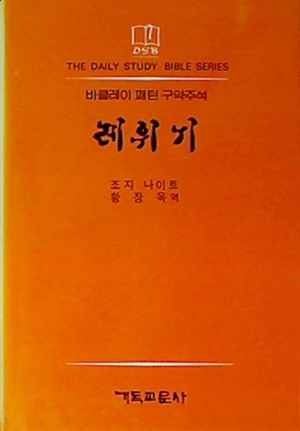 DSB
THE DAILY STUDY BIBLE SERIES
바클레이 패턴 구약주석
레위기
조지 나이트
황 장 욱 역
기독교문사